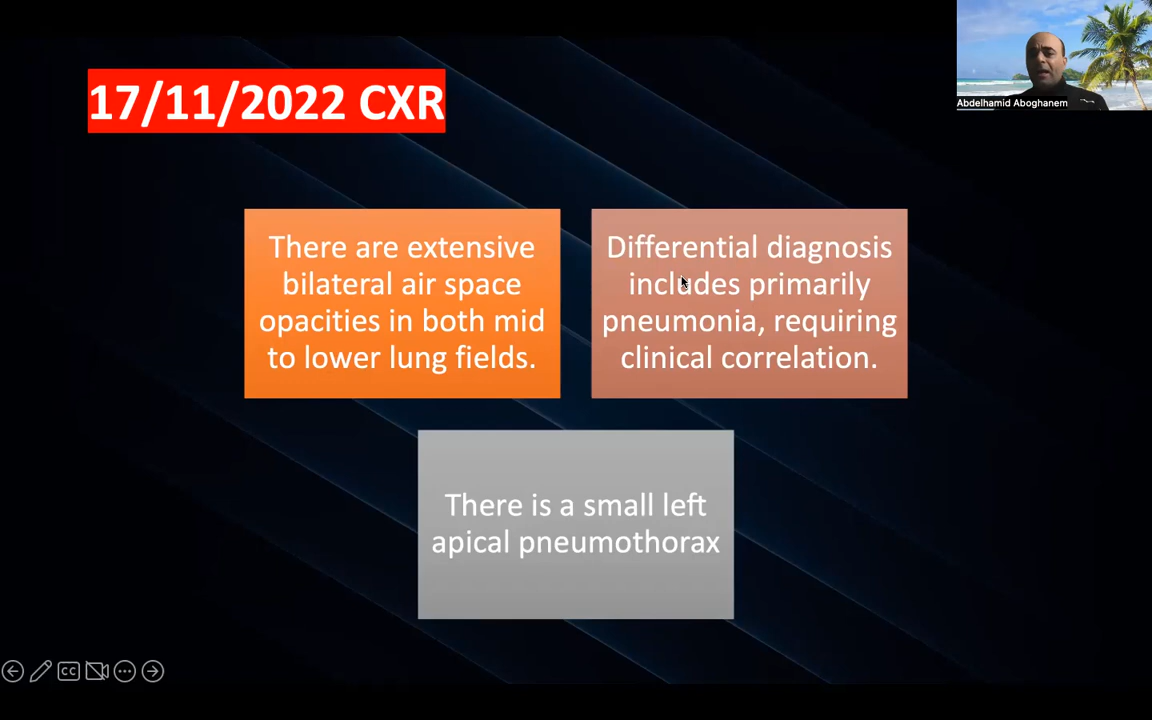 17/11/2022 CXR
Abdelhamid Aboghanem
There are extensive
bilateral air space
opacities in both mid
to lower lung fields.
Differential diagnosis
includes primarily
pneumonia, requiring
clinical correlation.
There is a small left
apical pneumothorax
CC